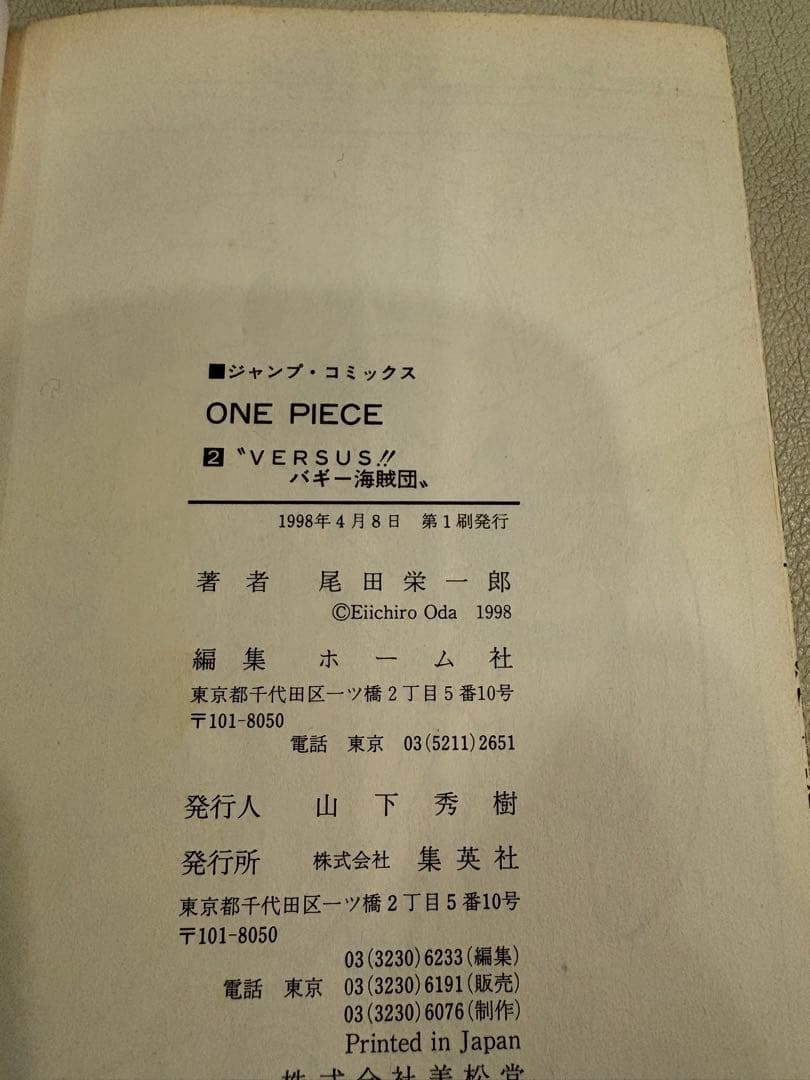 ■ジャンプ・コミックス
ONE PIECE
2 〝VERSUS!!
バギー海賊団〟
1998年4月8日 第1刷発行
著者 尾田栄一郎
©Eiichiro Oda 1998
編集 ホーム社
東京都千代田区一ツ橋2丁目5番10号
〒101-8050
電話 東京 03(5211)2651
発行人 山下秀樹
発行所 株式会社 集英社
東京都千代田区一ツ橋2丁目5番10号
〒101-8050
03(3230)6233(編集)
電話 東京 03(3230)6191(販売)
03(3230)6076(制作)
Printed in Japan
株式会社美松堂